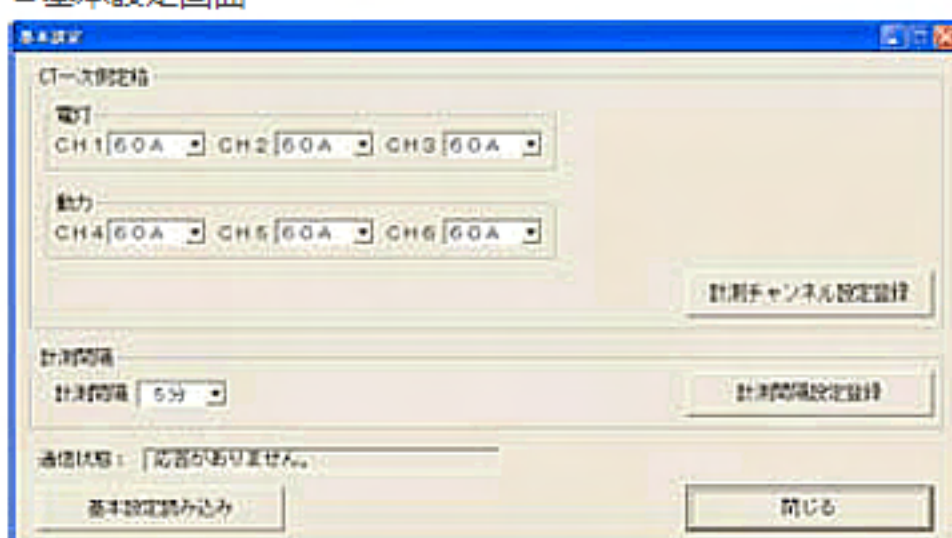 ■基本設定画面
基本設定
CT一次側定格
電灯
CH1 60A CH2 60A CH3 60A
動力
CH4 60A CH5 60A CH6 60A
計測チャンネル設定登録
計測間隔
計測間隔 5分
計測間隔設定登録
通信状態： 応答がありません。
基本設定読み込み
閉じる